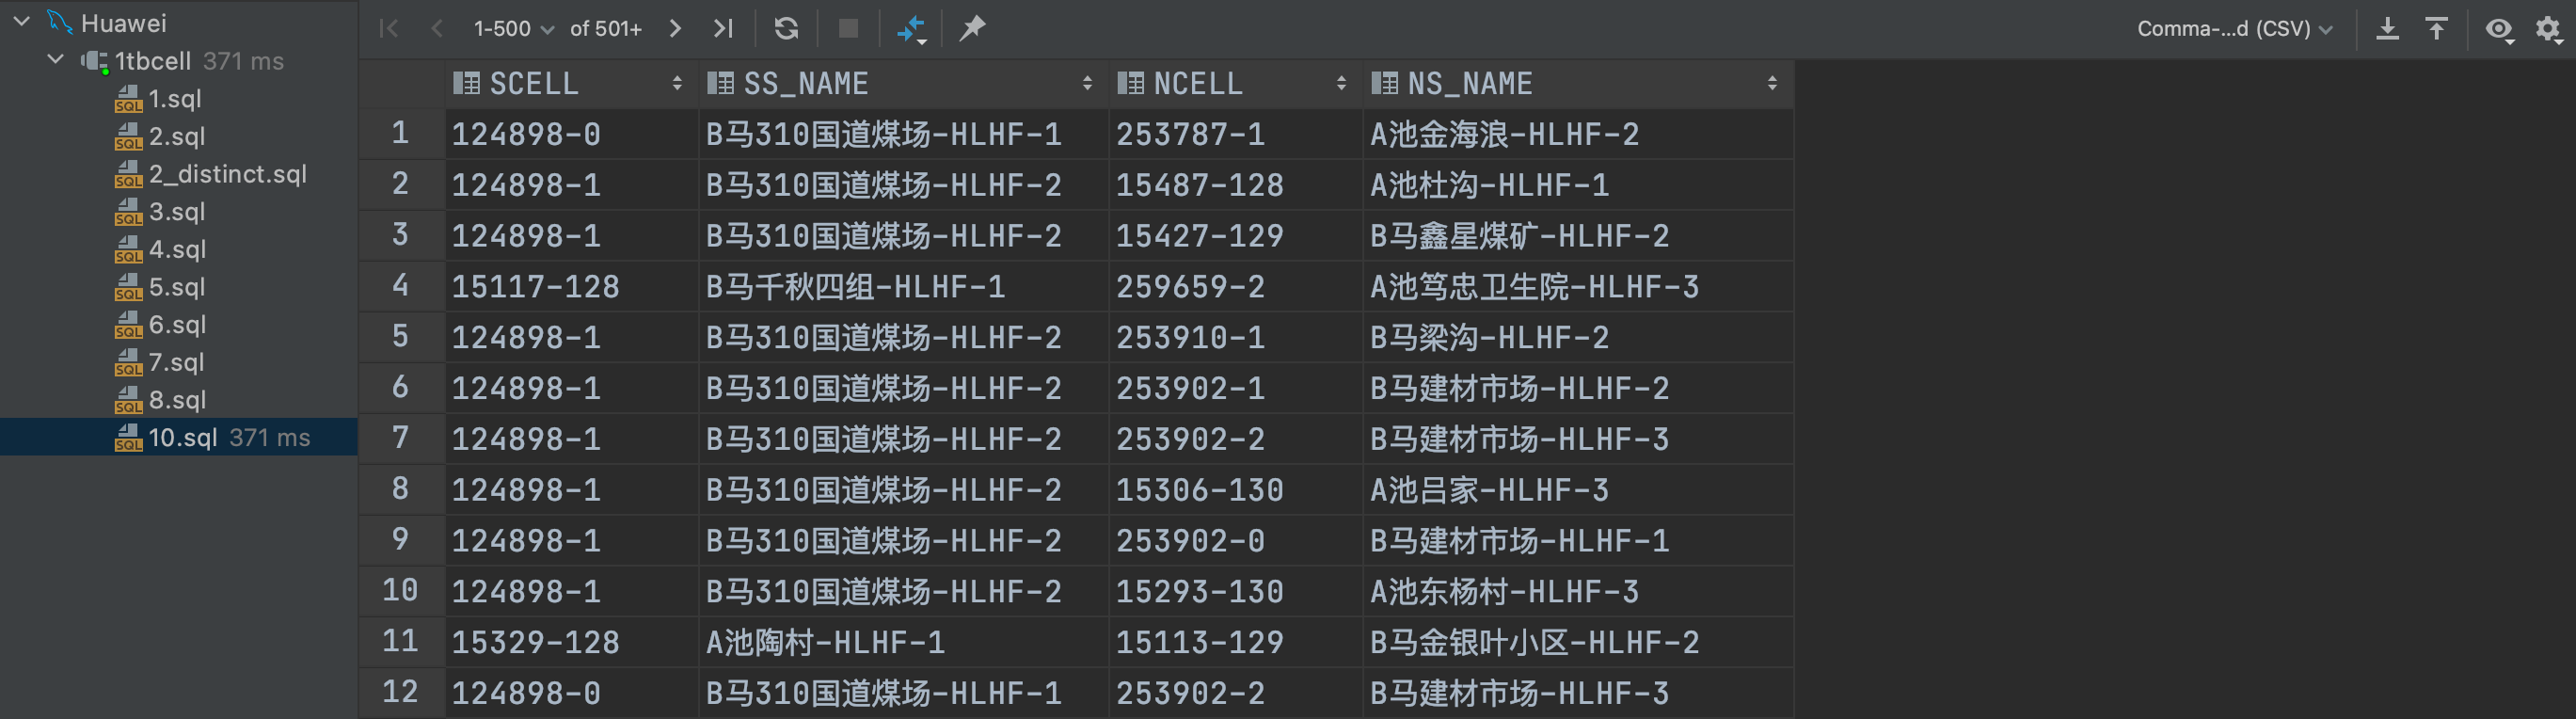 Huawei
1tbcell 371 ms
1.sql
2.sql
2_distinct.sql
3.sql
4.sql
5.sql
6.sql
7.sql
8.sql
10.sql 371 ms
1-500 of 501+ Comma-...d (CSV)
SCELL SS_NAME NCELL NS_NAME
1 124898-0 B马310国道煤场-HLHF-1 253787-1 A池金海浪-HLHF-2
2 124898-1 B马310国道煤场-HLHF-2 15487-128 A池杜沟-HLHF-1
3 124898-1 B马310国道煤场-HLHF-2 15427-129 B马鑫星煤矿-HLHF-2
4 15117-128 B马千秋四组-HLHF-1 259659-2 A池笃忠卫生院-HLHF-3
5 124898-1 B马310国道煤场-HLHF-2 253910-1 B马梁沟-HLHF-2
6 124898-1 B马310国道煤场-HLHF-2 253902-1 B马建材市场-HLHF-2
7 124898-1 B马310国道煤场-HLHF-2 253902-2 B马建材市场-HLHF-3
8 124898-1 B马310国道煤场-HLHF-2 15306-130 A池吕家-HLHF-3
9 124898-1 B马310国道煤场-HLHF-2 253902-0 B马建材市场-HLHF-1
10 124898-1 B马310国道煤场-HLHF-2 15293-130 A池东杨村-HLHF-3
11 15329-128 A池陶村-HLHF-1 15113-129 B马金银叶小区-HLHF-2
12 124898-0 B马310国道煤场-HLHF-1 253902-2 B马建材市场-HLHF-3